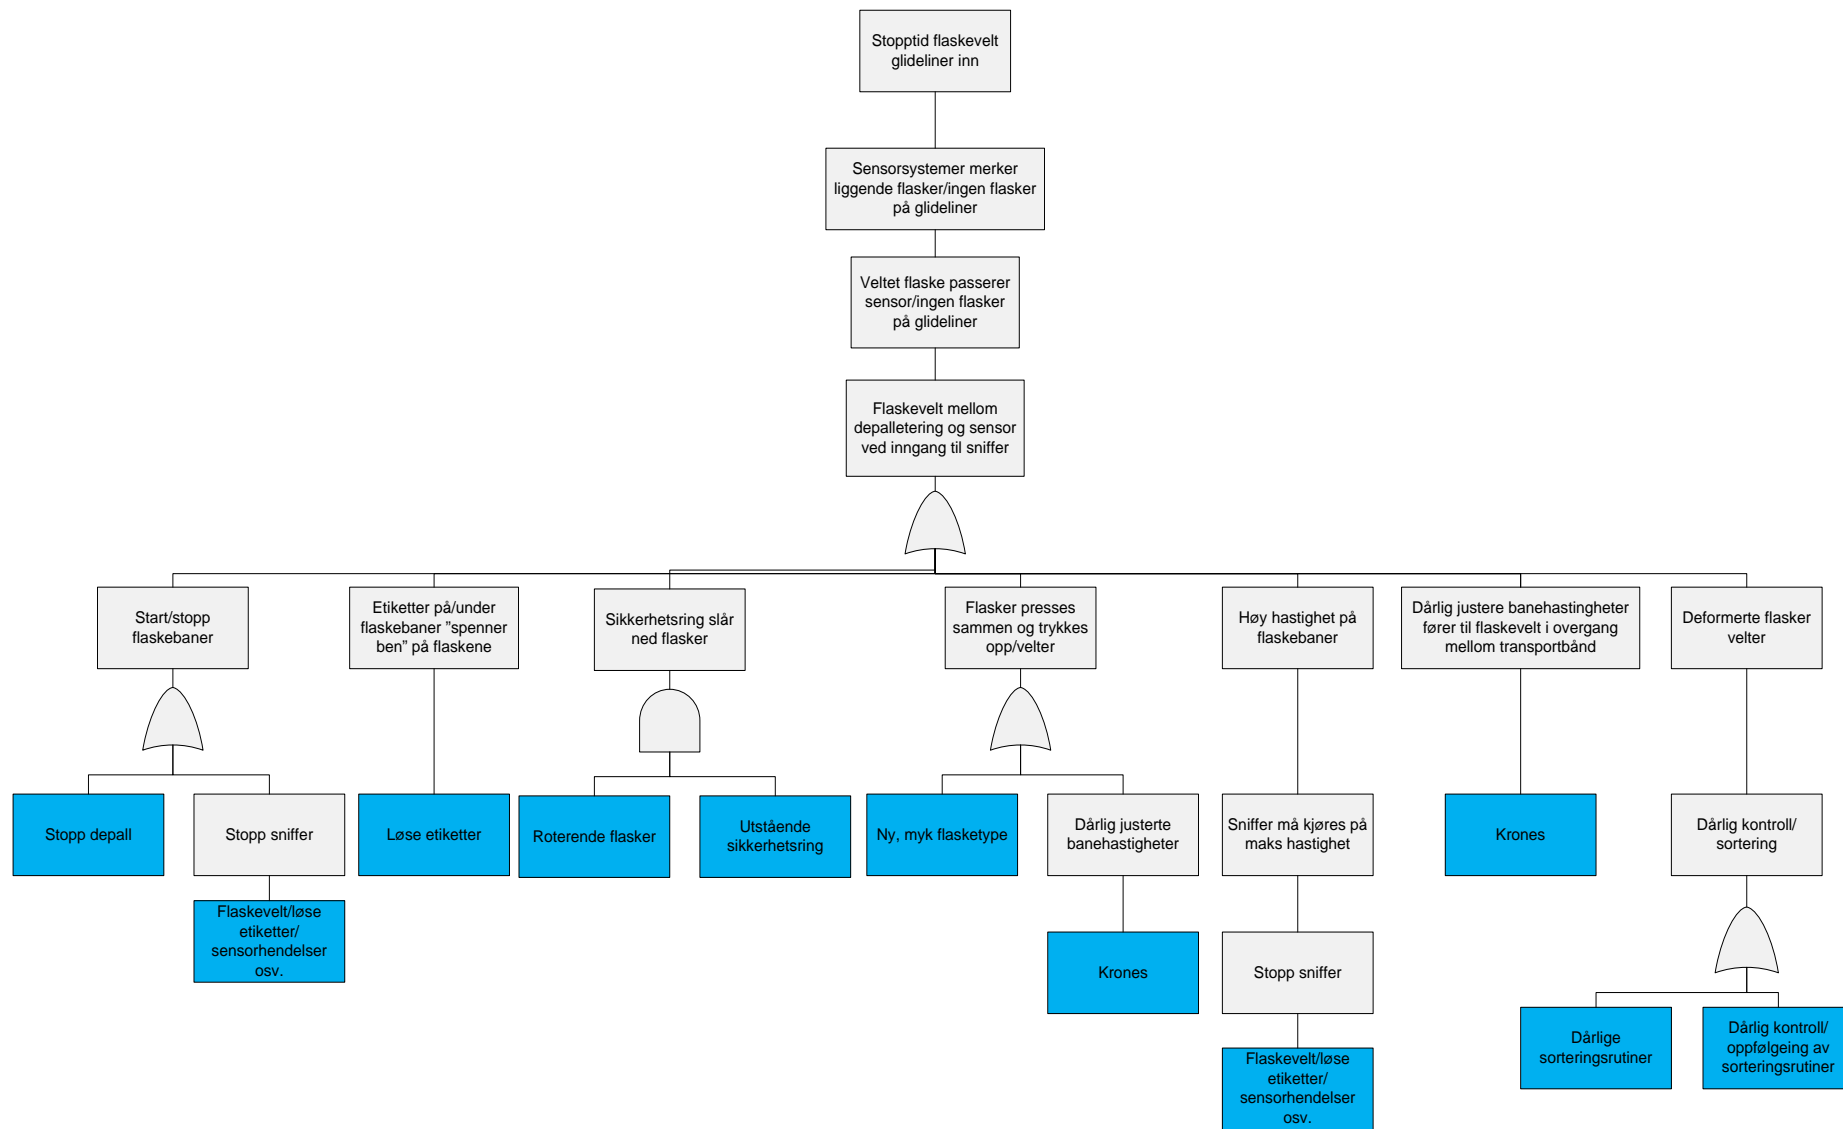 Stopptid flaskevelt
glideliner inn
Sensorsystemer merker
liggende flasker/ingen flasker
på glideliner
Veltet flaske passerer
sensor/ingen flasker
på glideliner
Flaskevelt mellom
depalletering og sensor
ved inngang til sniffer
Start/stopp
flaskebaner
Etiketter på/under
flaskebaner ”spenner
ben” på flaskene
Sikkerhetsring slår
ned flasker
Flasker presses
sammen og trykkes
opp/velter
Høy hastighet på
flaskebaner
Dårlig justere banehastingheter
fører til flaskevelt i overgang
mellom transportbånd
Deformerte flasker
velter
Stopp depall
Stopp sniffer
Løse etiketter
Roterende flasker
Utstående
sikkerhetsring
Ny, myk flasketype
Dårlig justerte
banehastigheter
Sniffer må kjøres på
maks hastighet
Krones
Dårlig kontroll/
sortering
Flaskevelt/løse
etiketter/
sensorhendelser
osv.
Krones
Stopp sniffer
Dårlige
sorteringsrutiner
Dårlig kontroll/
oppfølgeing av
sorteringsrutiner
Flaskevelt/løse
etiketter/
sensorhendelser
osv.